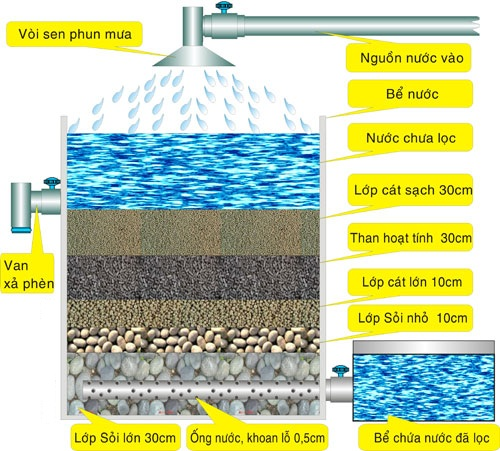 Vòi sen phun mưa
Nguồn nước vào
Bể nước
Nước chưa lọc
Lớp cát sạch 30cm
Van
xả phèn
Than hoạt tính 30cm
Lớp cát lớn 10cm
Lớp Sỏi nhỏ 10cm
Lớp Sỏi lớn 30cm
Ống nước, khoan lỗ 0,5cm
Bể chứa nước đã lọc